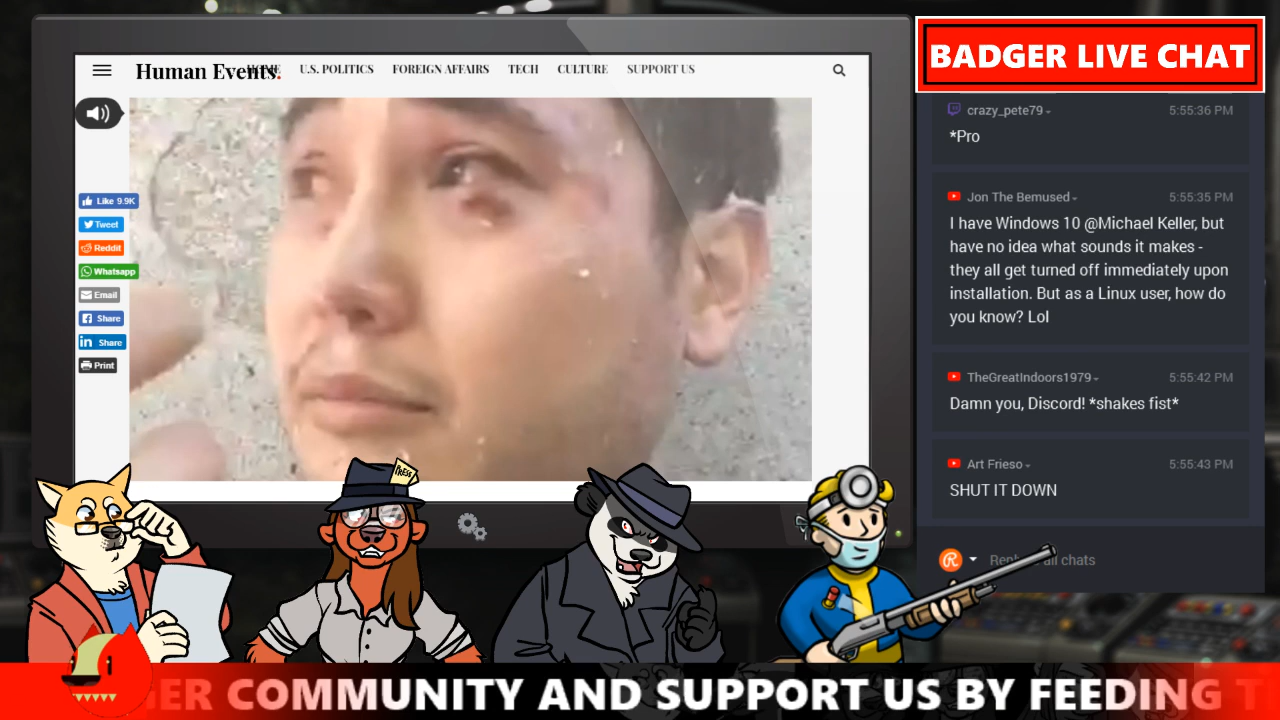 Human Events.
HOME
U.S. POLITICS
FOREIGN AFFAIRS
TECH
CULTURE
SUPPORT US
Like 9.9K
Tweet
Reddit
Whatsapp
Email
Share
Share
Print
PRESS
BADGER LIVE CHAT
crazy_pete79
5:55:36 PM
*Pro
Jon The Bemused
5:55:35 PM
I have Windows 10 @Michael Keller, but
have no idea what sounds it makes -
they all get turned off immediately upon
installation. But as a Linux user, how do
you know? Lol
TheGreatIndoors1979
5:55:42 PM
Damn you, Discord! *shakes fist*
Art Frieso
5:55:43 PM
SHUT IT DOWN
all chats
COMMUNITY AND SUPPORT US BY FEEDING